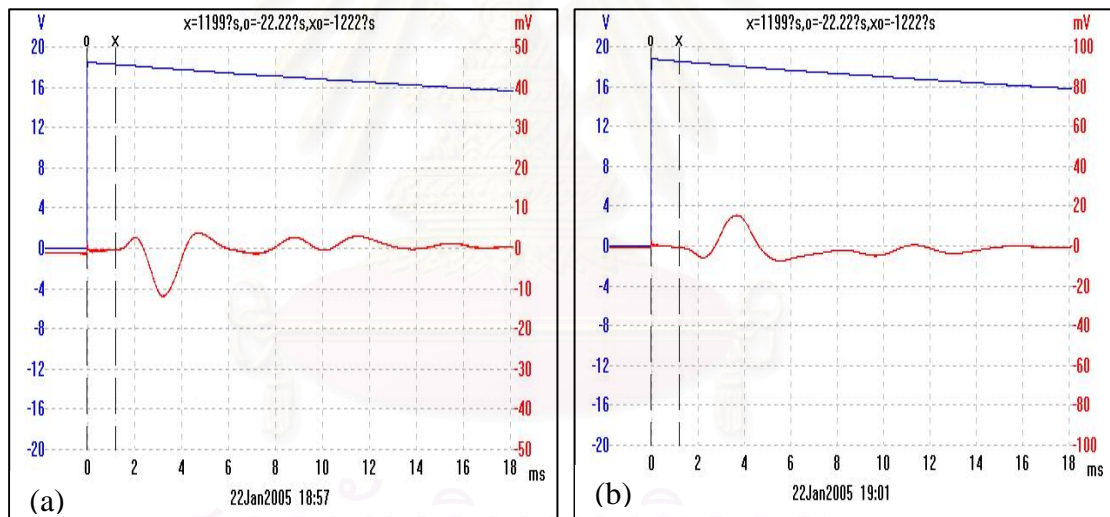 x=1199?s,o=-22.22?s,xo=-1222?s
V mV
o x
20 50
16 40
12 30
8 20
4 10
0 0
-4 -10
-8 -20
-12 -30
-16 -40
-20 -50
0 2 4 6 8 10 12 14 16 18 ms
22Jan2005 18:57
(a)
x=1199?s,o=-22.22?s,xo=-1222?s
V mV
o x
20 100
16 80
12 60
8 40
4 20
0 0
-4 -20
-8 -40
-12 -60
-16 -80
-20 -100
0 2 4 6 8 10 12 14 16 18 ms
22Jan2005 19:01
(b)